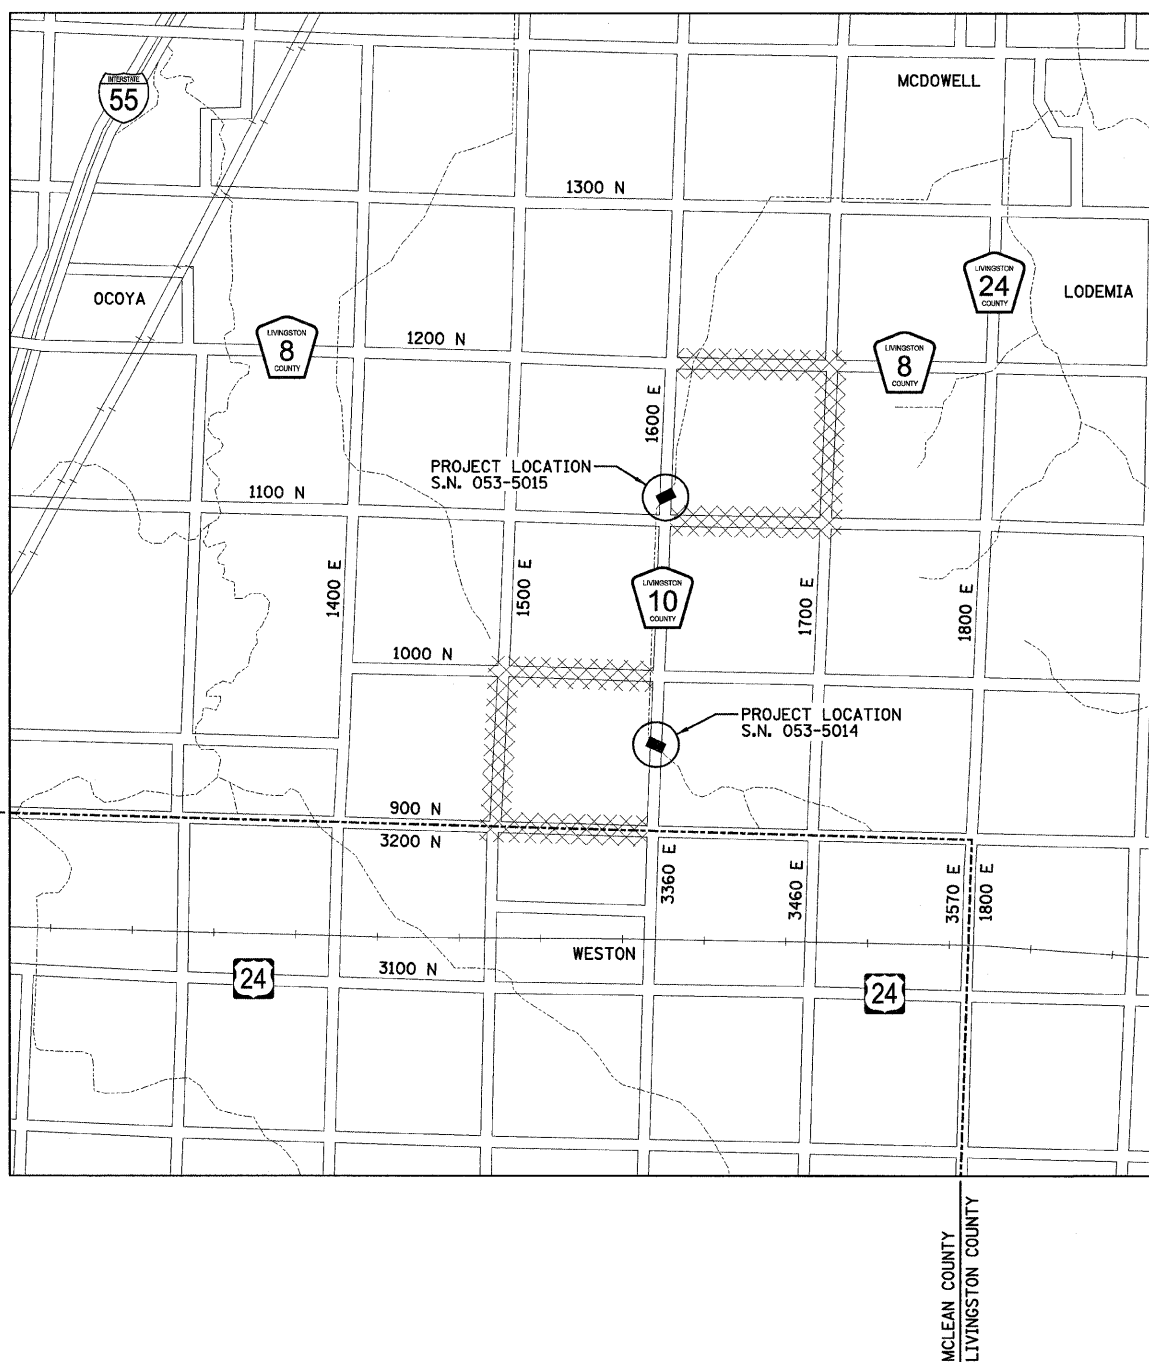 INTERSTATE
55
MCDOWELL
1300 N
LIVINGSTON
24
COUNTY
OCOYA
LODEMIA
LIVINGSTON
8
COUNTY
1200 N
LIVINGSTON
8
COUNTY
1600 E
PROJECT LOCATION
S.N. 053-5015
1100 N
1400 E
1500 E
LIVINGSTON
10
COUNTY
1700 E
1800 E
1000 N
PROJECT LOCATION
S.N. 053-5014
900 N
3200 N
3360 E
3460 E
3570 E
1800 E
WESTON
3100 N
24
24
MCLEAN COUNTY
LIVINGSTON COUNTY